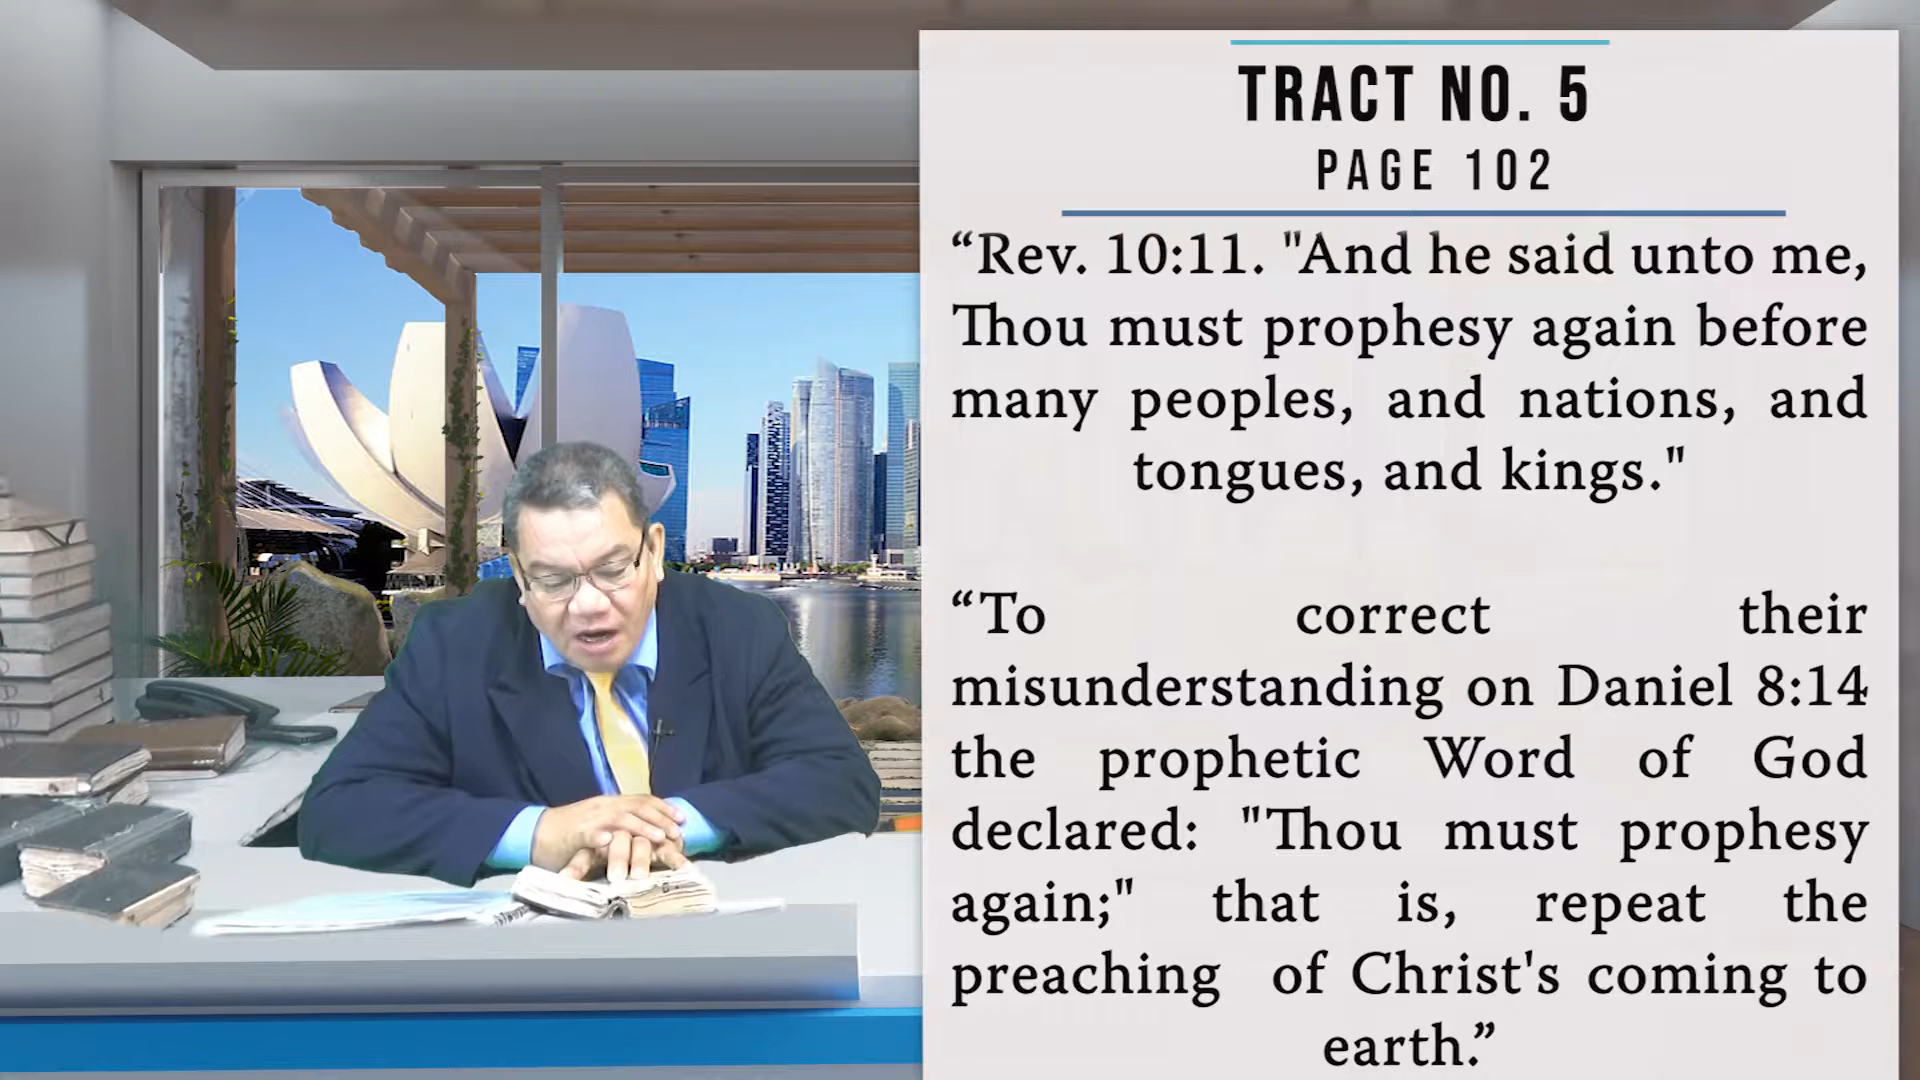 TRACT NO. 5
PAGE 102
“Rev. 10:11. "And he said unto me,
Thou must prophesy again before
many peoples, and nations, and
tongues, and kings."
“To correct their
misunderstanding on Daniel 8:14
the prophetic Word of God
declared: "Thou must prophesy
again;" that is, repeat the
preaching of Christ's coming to
earth.”